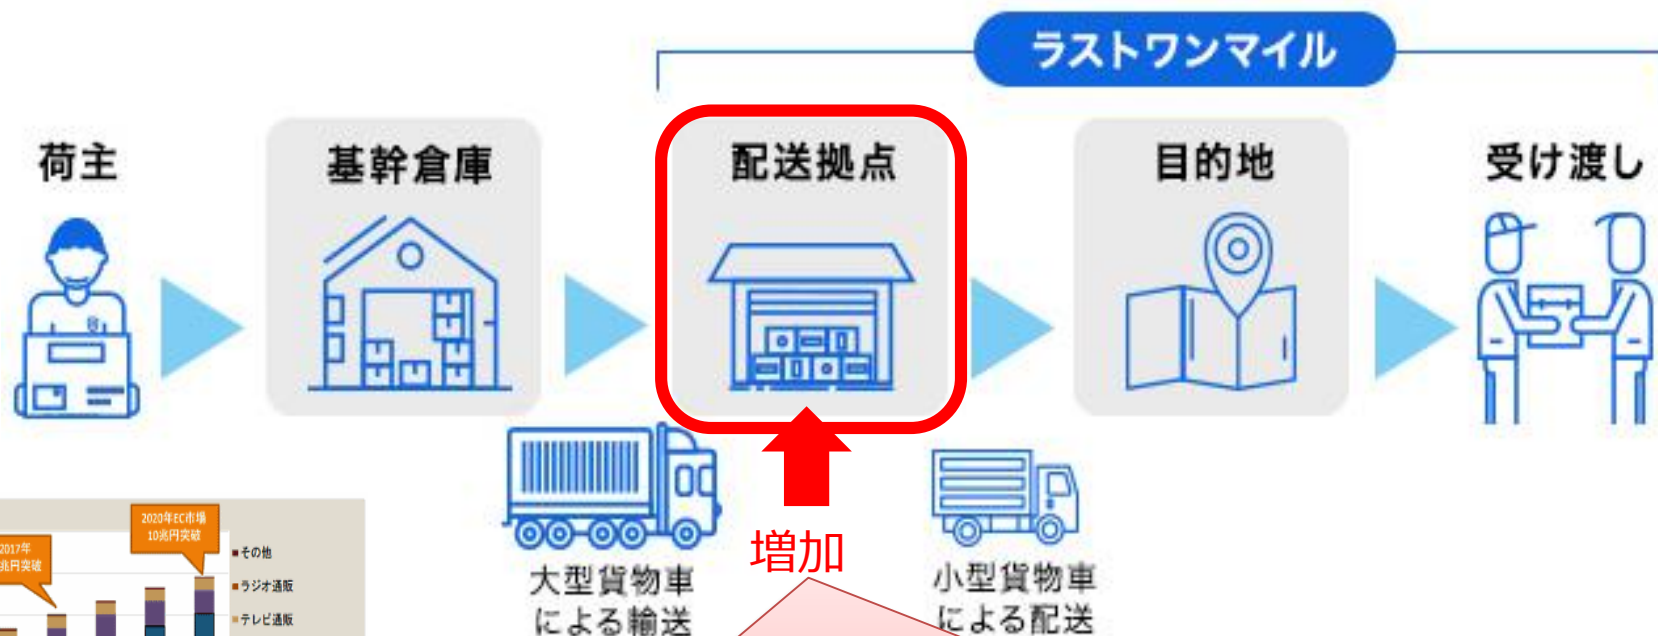 ラストワンマイル
荷主
基幹倉庫
配送拠点
目的地
受け渡し
増加
大型貨物車
による輸送
小型貨物車
による配送
2020年EC市場
10兆円突破
2017年
兆円突破
その他
ラジオ通販
テレビ通販